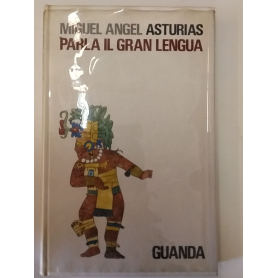 MIGUEL ANGEL ASTURIAS
PARLA IL GRAN LENGUA
GUANDA